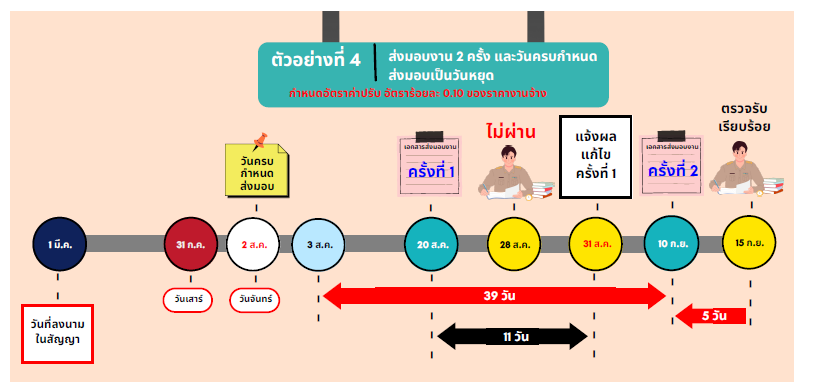 ตัวอย่างที่ 4
ส่งมอบงาน 2 ครั้ง และวันครบกำหนด
ส่งมอบเป็นวันหยุด
กำหนดอัตราค่าปรับ อัตราร้อยละ 0.10 ของราคางานจ้าง
วันครบ
กำหนด
ส่งมอบ
เอกสารส่งมอบงาน
ครั้งที่ 1
ไม่ผ่าน
แจ้งผล
แก้ไข
ครั้งที่ 1
เอกสารส่งมอบงาน
ครั้งที่ 2
ตรวจรับ
เรียบร้อย
1 มี.ค.
31 ก.ค.
2 ส.ค.
3 ส.ค.
20 ส.ค.
28 ส.ค.
31 ส.ค.
10 ก.ย.
15 ก.ย.
วันเสาร์
วันจันทร์
39 วัน
5 วัน
11 วัน
วันที่ลงนาม
ในสัญญา